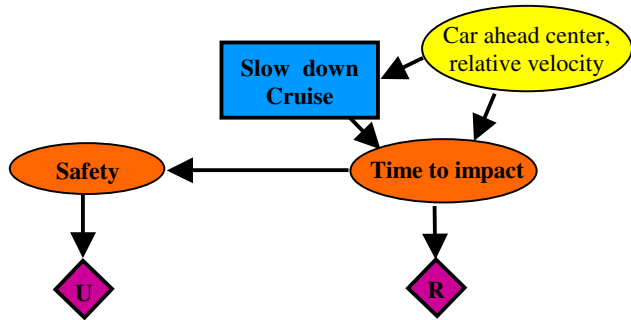 Car ahead center,
relative velocity
Slow down
Cruise
Safety
Time to impact
U
R